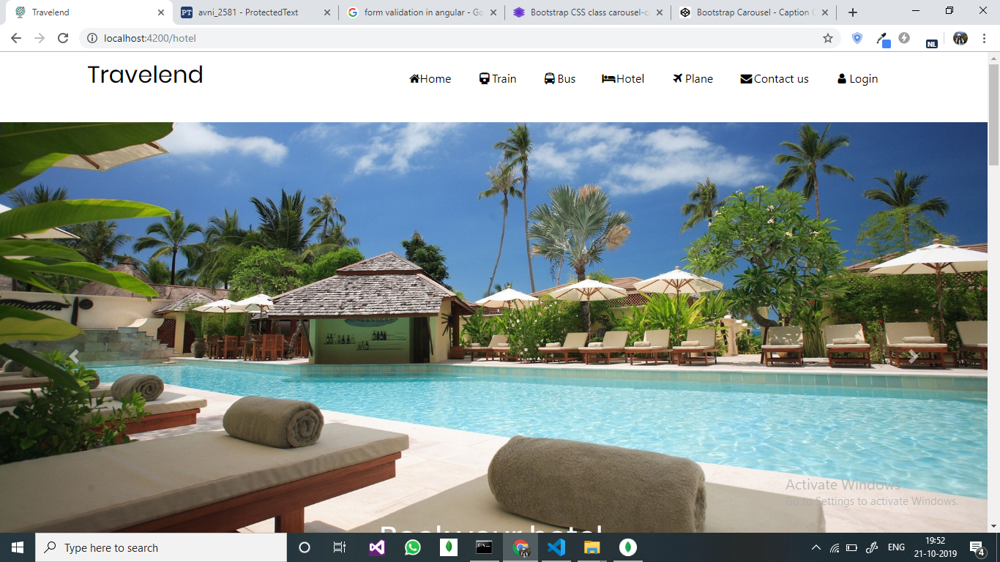 Travelend
avni_2581 - ProtectedText
form validation in angular - Go
Bootstrap CSS class carousel-c
Bootstrap Carousel - Caption
localhost:4200/hotel
NL
Travelend
Home
Train
Bus
Hotel
Plane
Contact us
Login
Activate Windows
Go to Settings to activate Windows.
Book your hotel
Type here to search
ENG
19:52
21-10-2019
4